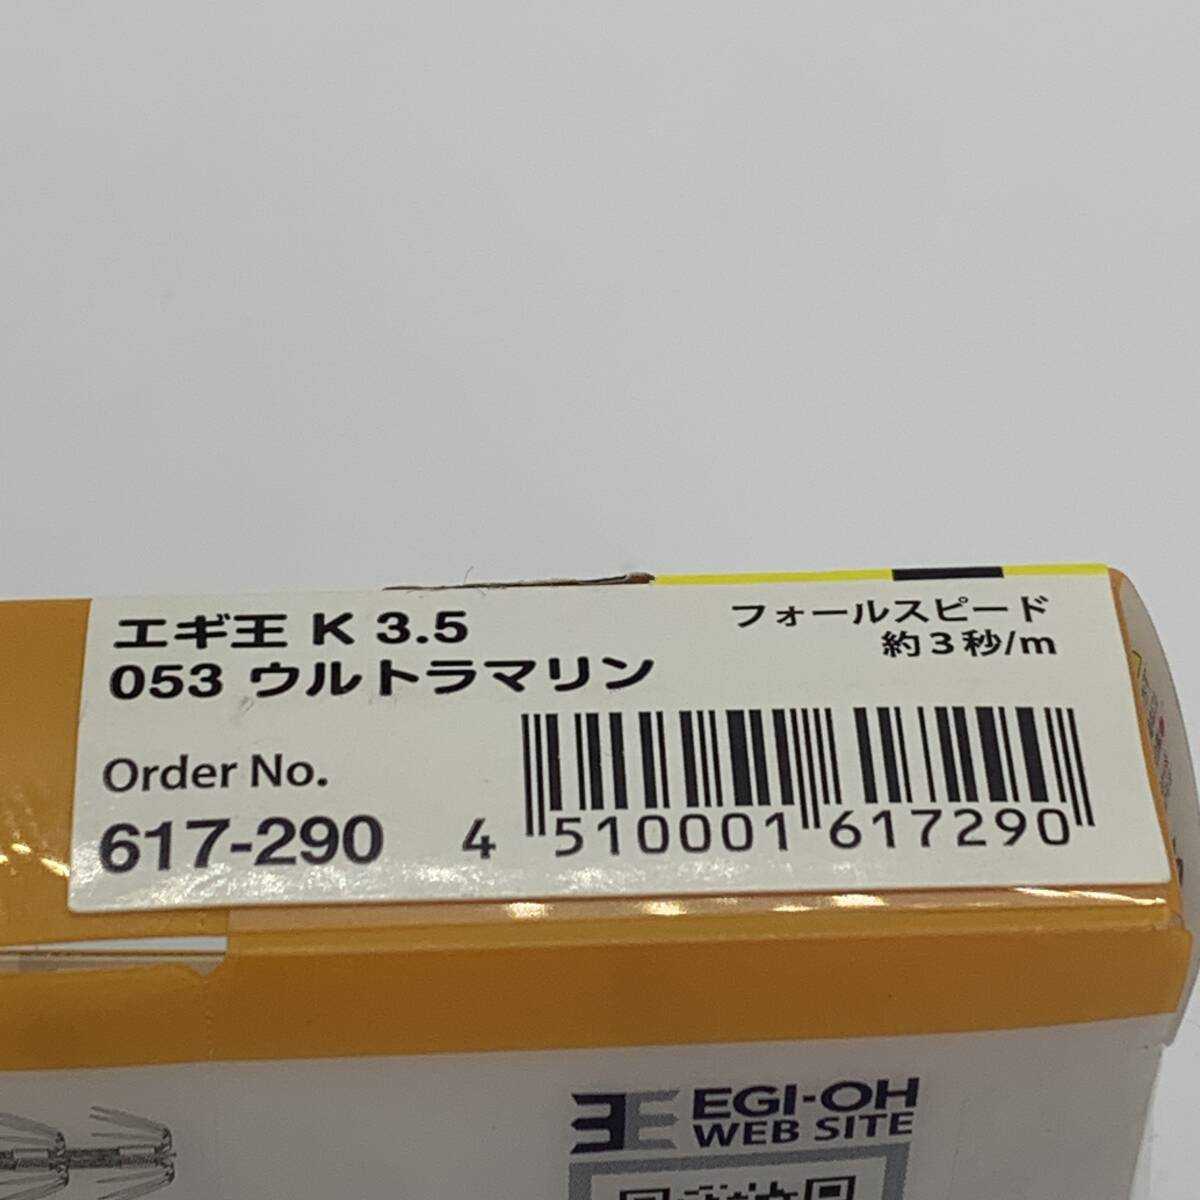 エギ王 K 3.5
053 ウルトラマリン
フォールスピード
約3秒/m
Order No.
617-290
4 510001 617290
EGI-OH
WEB SITE